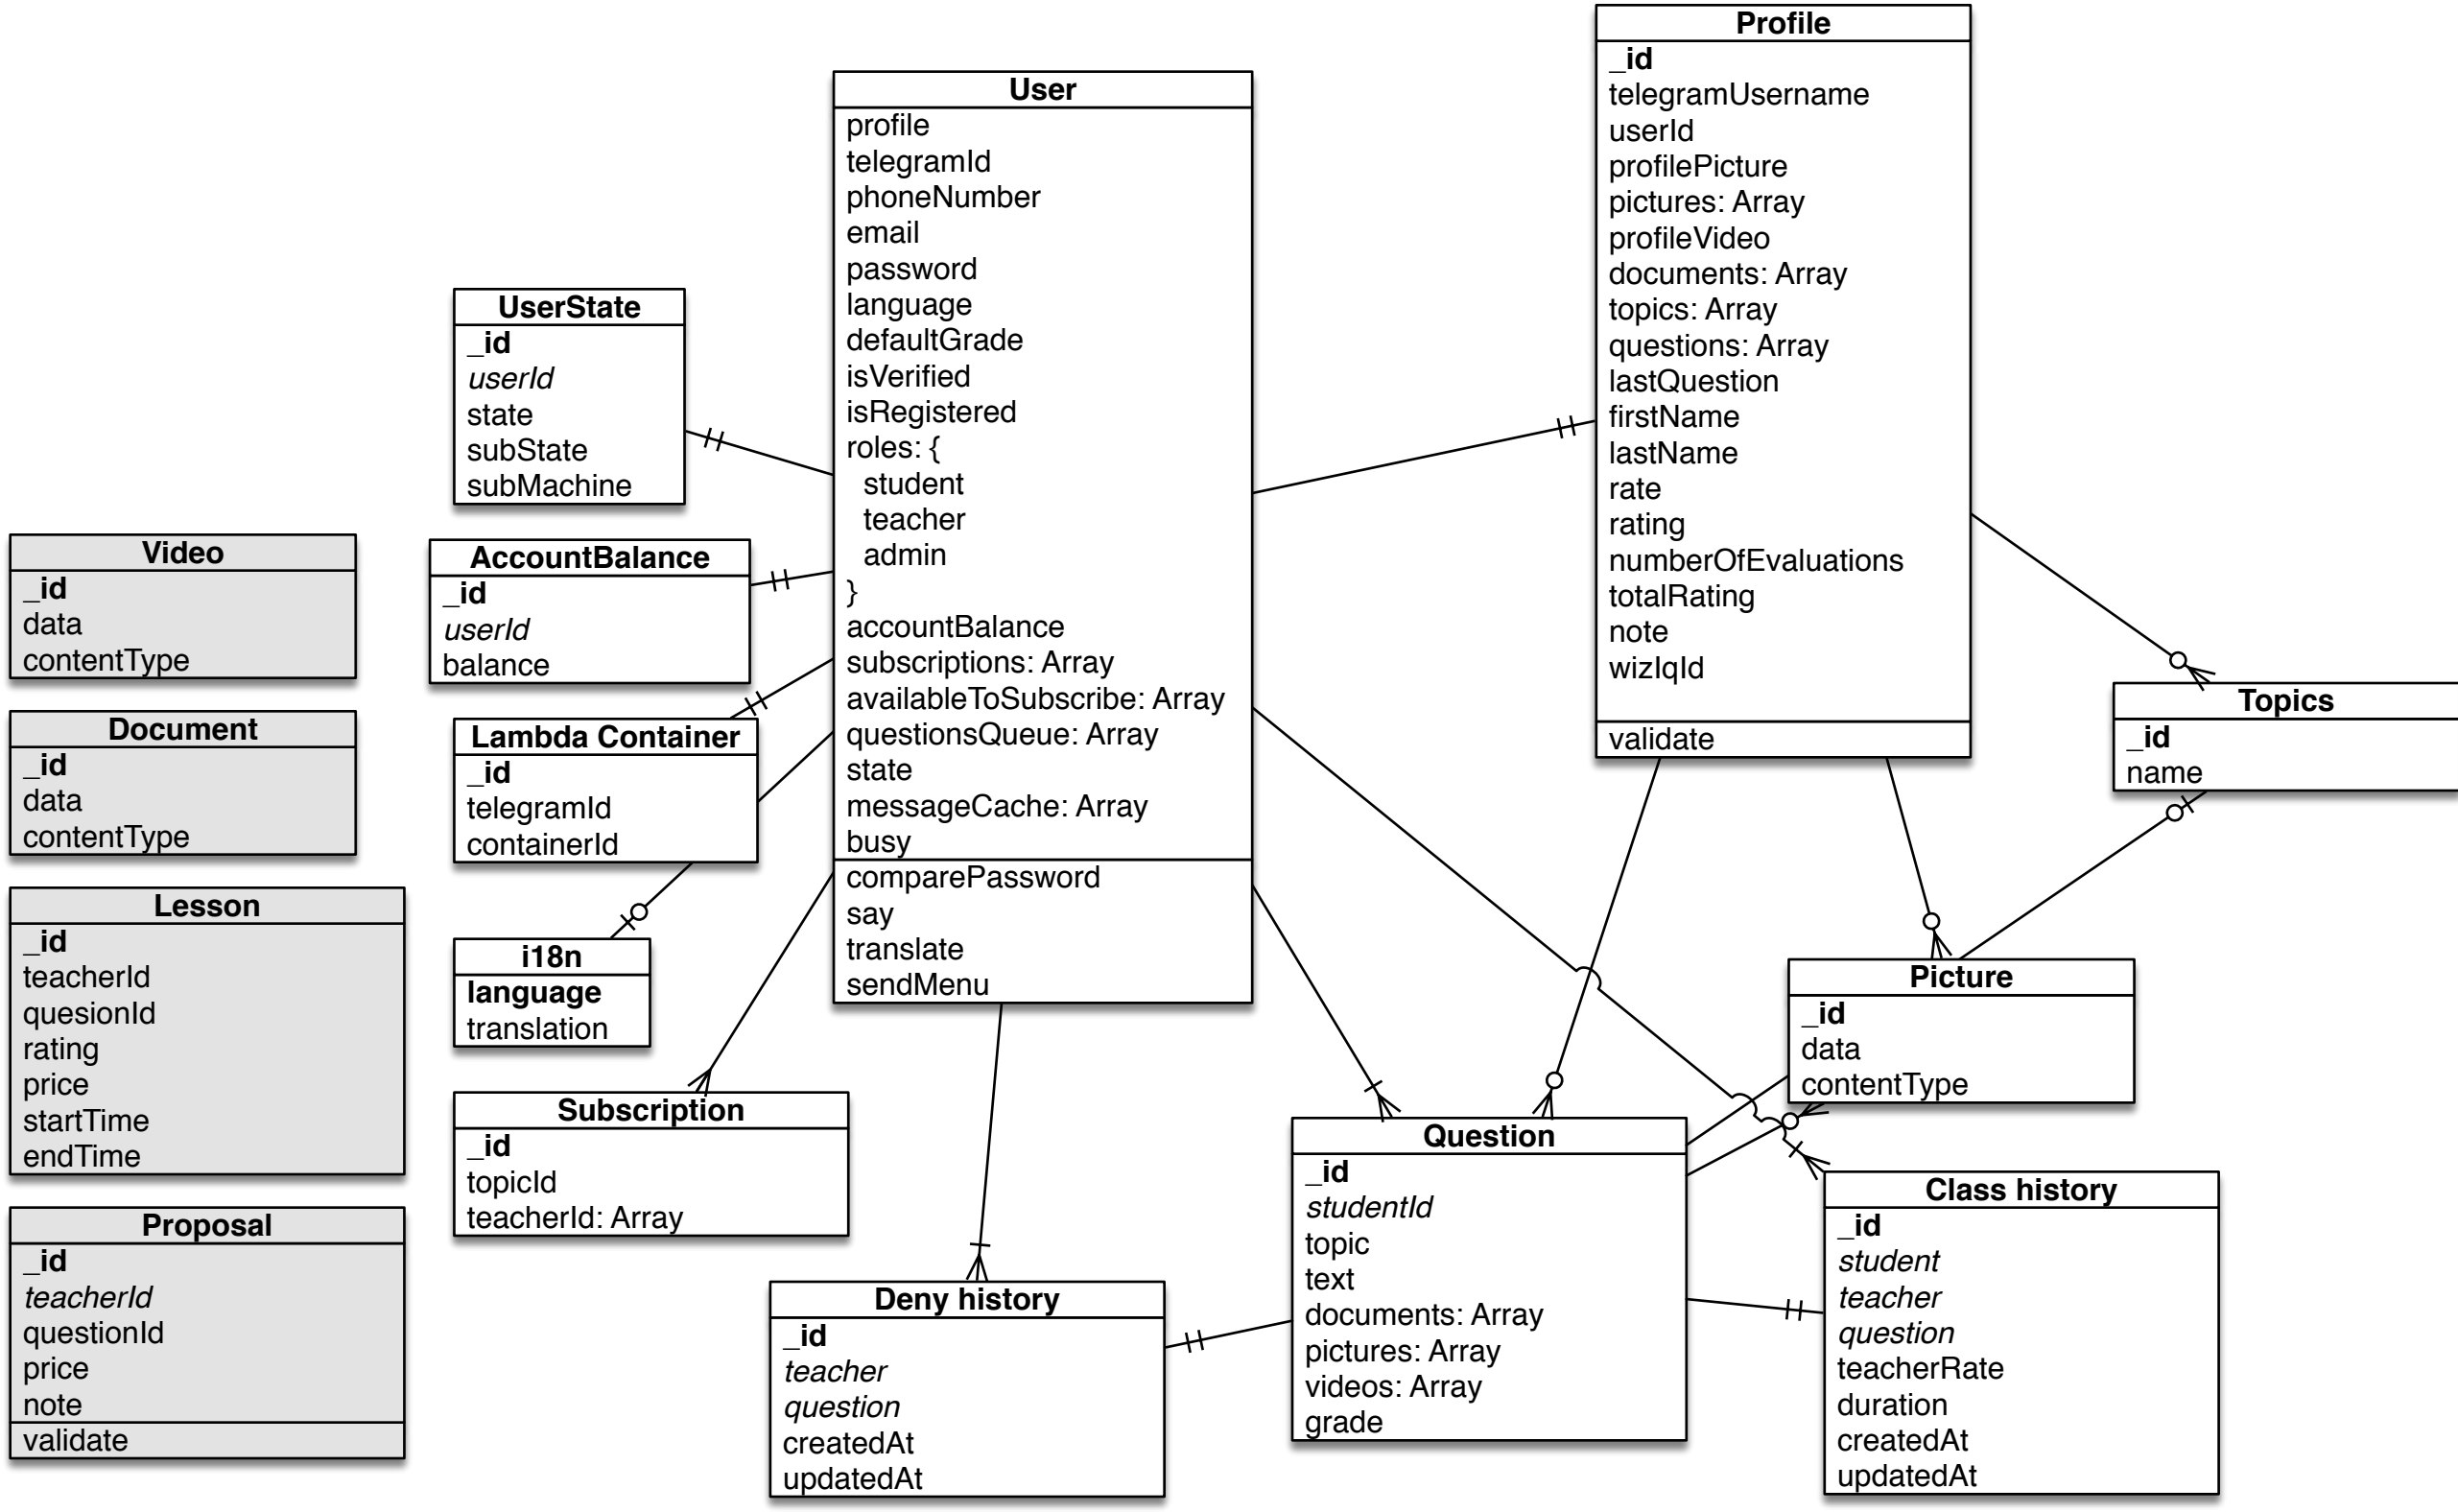 Profile
_id
telegramUsername
userId
profilePicture
pictures: Array
profileVideo
documents: Array
topics: Array
questions: Array
lastQuestion
firstName
lastName
rate
rating
numberOfEvaluations
totalRating
note
wizIqId
validate
User
profile
telegramId
phoneNumber
email
password
language
defaultGrade
isVerified
isRegistered
roles: {
student
teacher
admin
}
accountBalance
subscriptions: Array
availableToSubscribe: Array
questionsQueue: Array
state
messageCache: Array
busy
comparePassword
say
translate
sendMenu
UserState
_id
userId
state
subState
subMachine
AccountBalance
_id
userId
balance
Lambda Container
_id
telegramId
containerId
i18n
language
translation
Subscription
_id
topicId
teacherId: Array
Video
_id
data
contentType
Document
_id
data
contentType
Lesson
_id
teacherId
quesionId
rating
price
startTime
endTime
Proposal
_id
teacherId
questionId
price
note
validate
Topics
_id
name
Picture
_id
data
contentType
Question
_id
studentId
topic
text
documents: Array
pictures: Array
videos: Array
grade
Class history
_id
student
teacher
question
teacherRate
duration
createdAt
updatedAt
Deny history
_id
teacher
question
createdAt
updatedAt